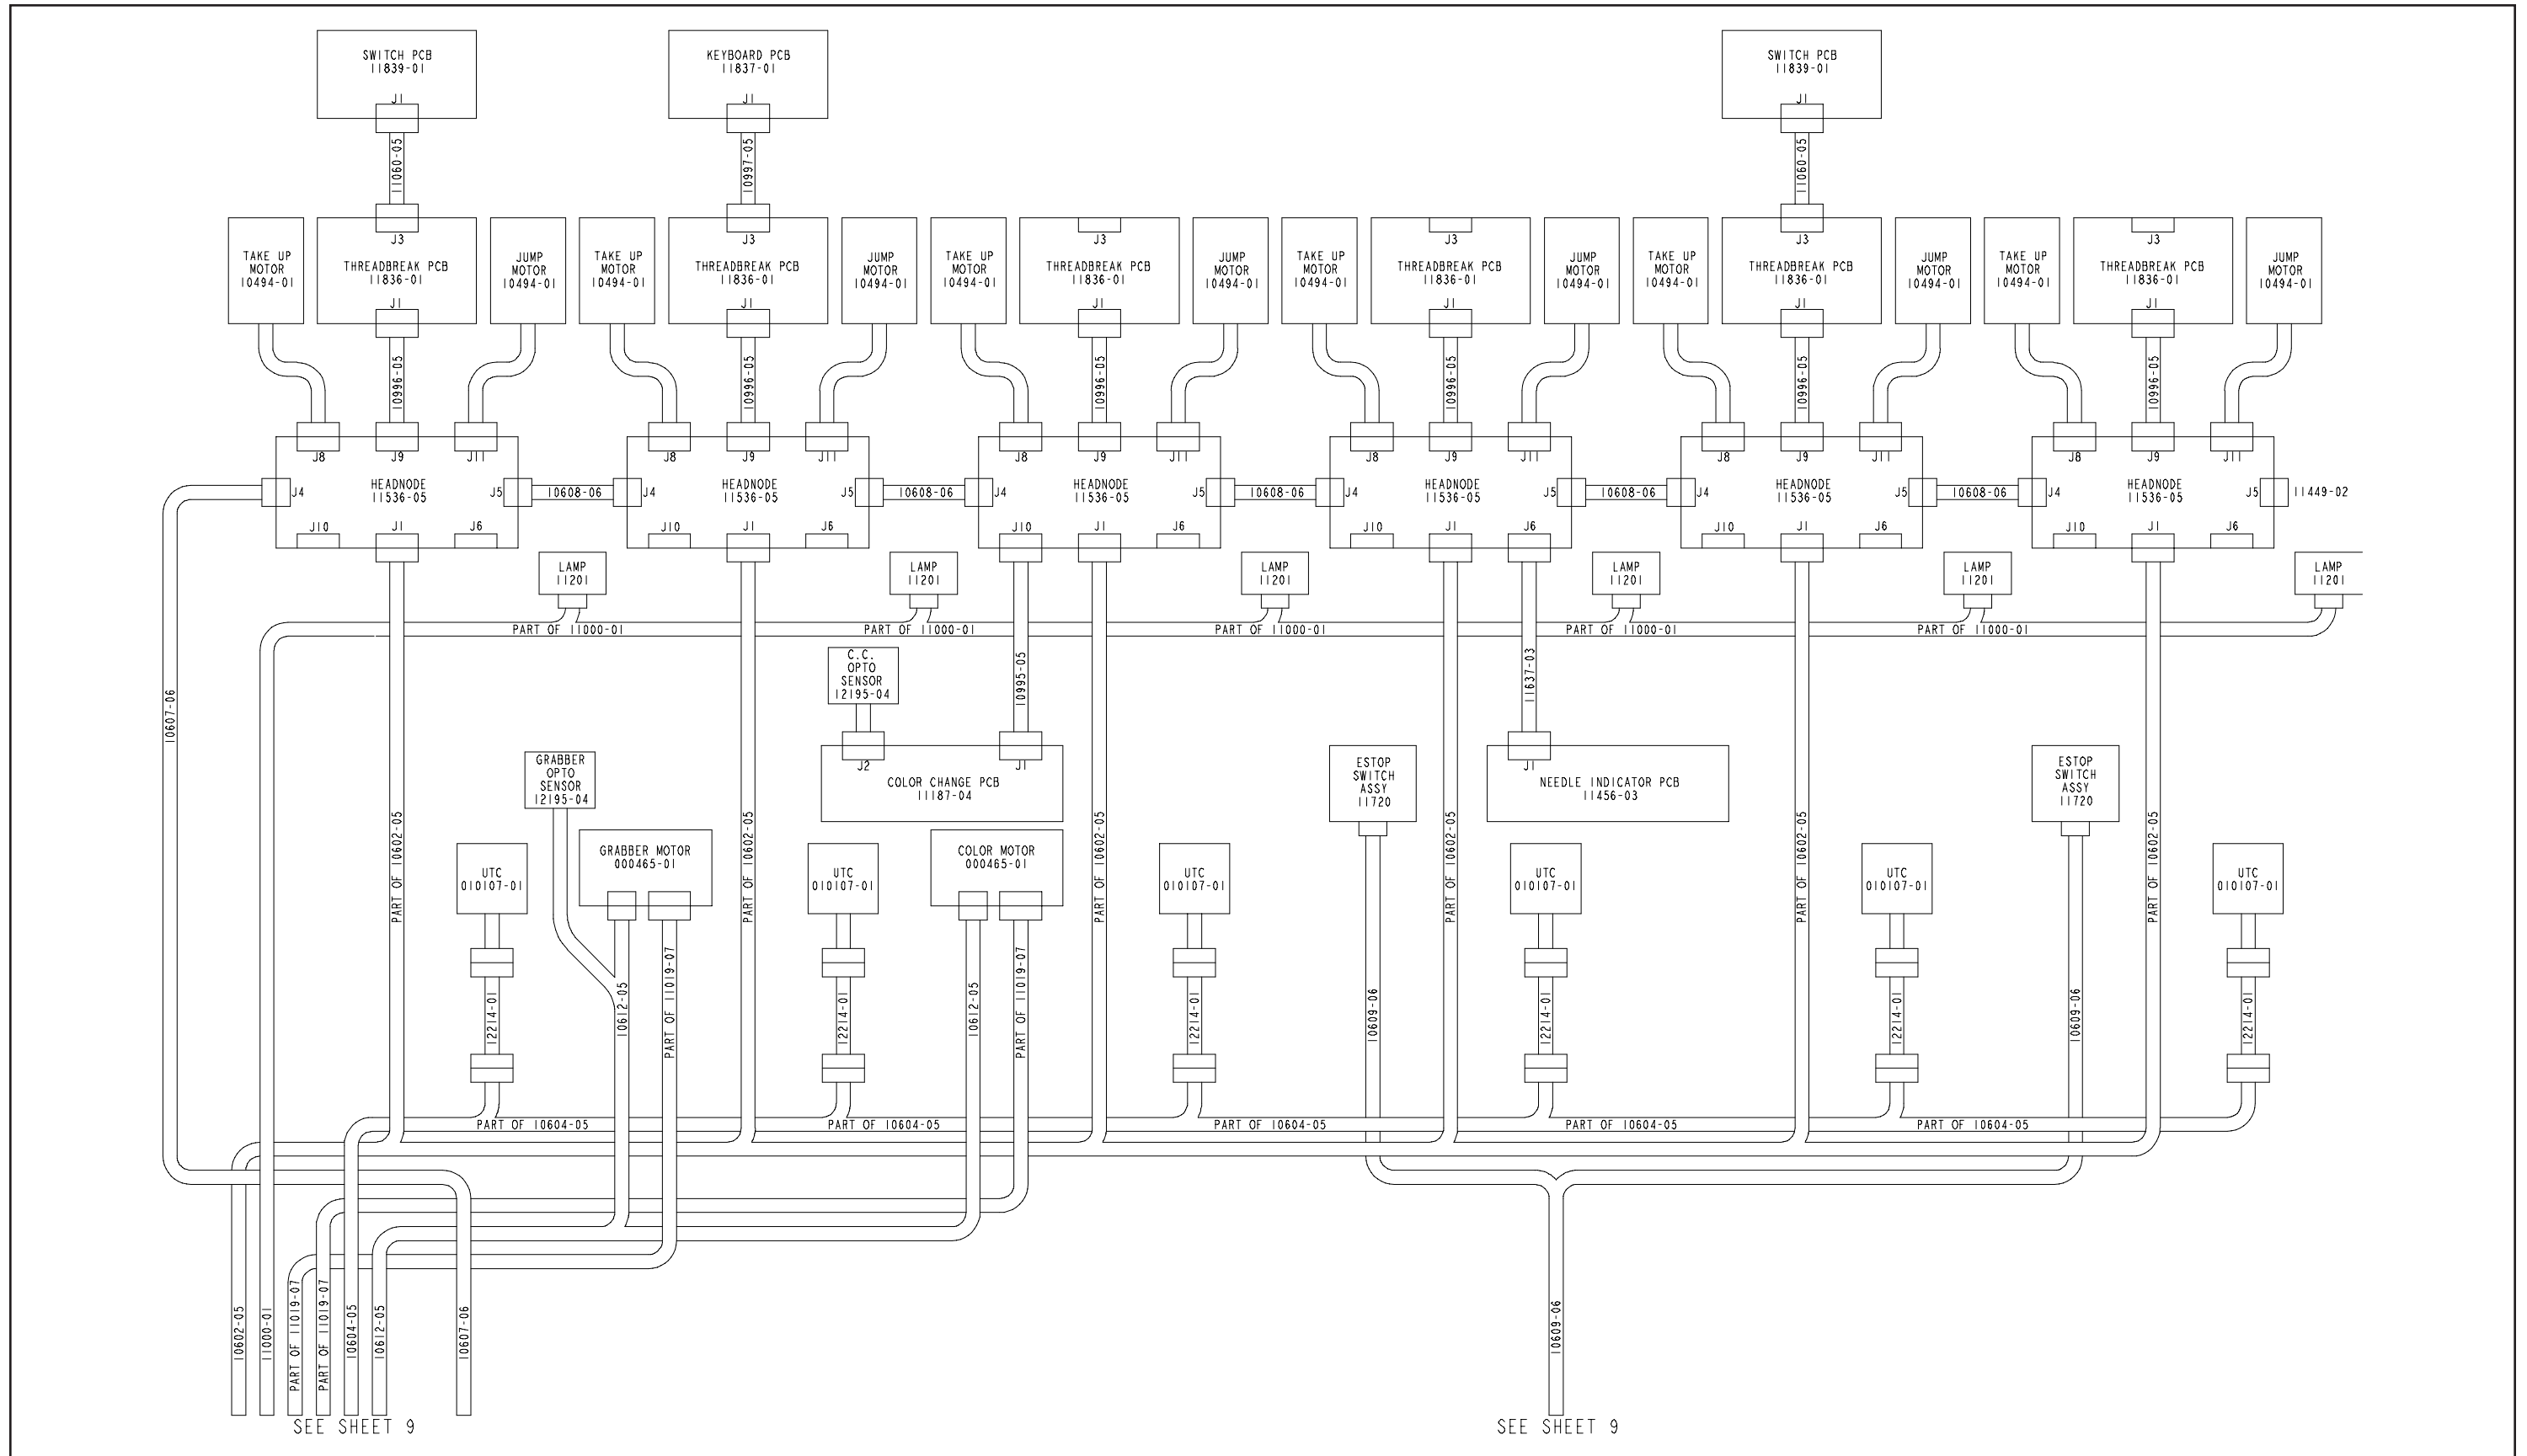 SWITCH PCB
11839-01
J1
KEYBOARD PCB
11837-01
J1
SWITCH PCB
11839-01
J1
11060-05
10997-05
11060-05
TAKE UP
MOTOR
10494-01
J3
THREADBREAK PCB
11836-01
J1
JUMP
MOTOR
10494-01
TAKE UP
MOTOR
10494-01
J3
THREADBREAK PCB
11836-01
J1
JUMP
MOTOR
10494-01
TAKE UP
MOTOR
10494-01
J3
THREADBREAK PCB
11836-01
J1
JUMP
MOTOR
10494-01
TAKE UP
MOTOR
10494-01
J3
THREADBREAK PCB
11836-01
J1
JUMP
MOTOR
10494-01
TAKE UP
MOTOR
10494-01
J3
THREADBREAK PCB
11836-01
J1
JUMP
MOTOR
10494-01
TAKE UP
MOTOR
10494-01
J3
THREADBREAK PCB
11836-01
J1
JUMP
MOTOR
10494-01
10996-05
10996-05
10996-05
10996-05
10996-05
10996-05
J8
J9
J11
J4
HEADNODE
11536-05
J5
J10
J1
J6
10608-06
J8
J9
J11
J4
HEADNODE
11536-05
J5
J10
J1
J6
10608-06
J8
J9
J11
J4
HEADNODE
11536-05
J5
J10
J1
J6
10608-06
J8
J9
J11
J4
HEADNODE
11536-05
J5
J10
J1
J6
10608-06
J8
J9
J11
J4
HEADNODE
11536-05
J5
J10
J1
J6
10608-06
J8
J9
J11
J4
HEADNODE
11536-05
J5
J10
J1
J6
11449-02
LAMP
11201
LAMP
11201
LAMP
11201
LAMP
11201
LAMP
11201
LAMP
11201
PART OF 11000-01
PART OF 11000-01
PART OF 11000-01
PART OF 11000-01
PART OF 11000-01
10607-06
C.C.
OPTO
SENSOR
12195-04
10995-05
11637-03
J2
J1
COLOR CHANGE PCB
11187-04
GRABBER
OPTO
SENSOR
12195-04
ESTOP
SWITCH
ASSY
11720
J1
NEEDLE INDICATOR PCB
11456-03
ESTOP
SWITCH
ASSY
11720
PART OF 10602-05
PART OF 10602-05
PART OF 10602-05
PART OF 10602-05
PART OF 10602-05
PART OF 10602-05
GRABBER MOTOR
000465-01
COLOR MOTOR
000465-01
UTC
010107-01
UTC
010107-01
UTC
010107-01
UTC
010107-01
UTC
010107-01
UTC
010107-01
12214-01
10612-05
PART OF 11019-07
12214-01
10612-05
PART OF 11019-07
12214-01
10609-06
12214-01
12214-01
10609-06
12214-01
PART OF 10604-05
PART OF 10604-05
PART OF 10604-05
PART OF 10604-05
PART OF 10604-05
10602-05
11000-01
PART OF 11019-07
PART OF 11019-07
10604-05
10612-05
10607-06
10609-06
SEE SHEET 9
SEE SHEET 9